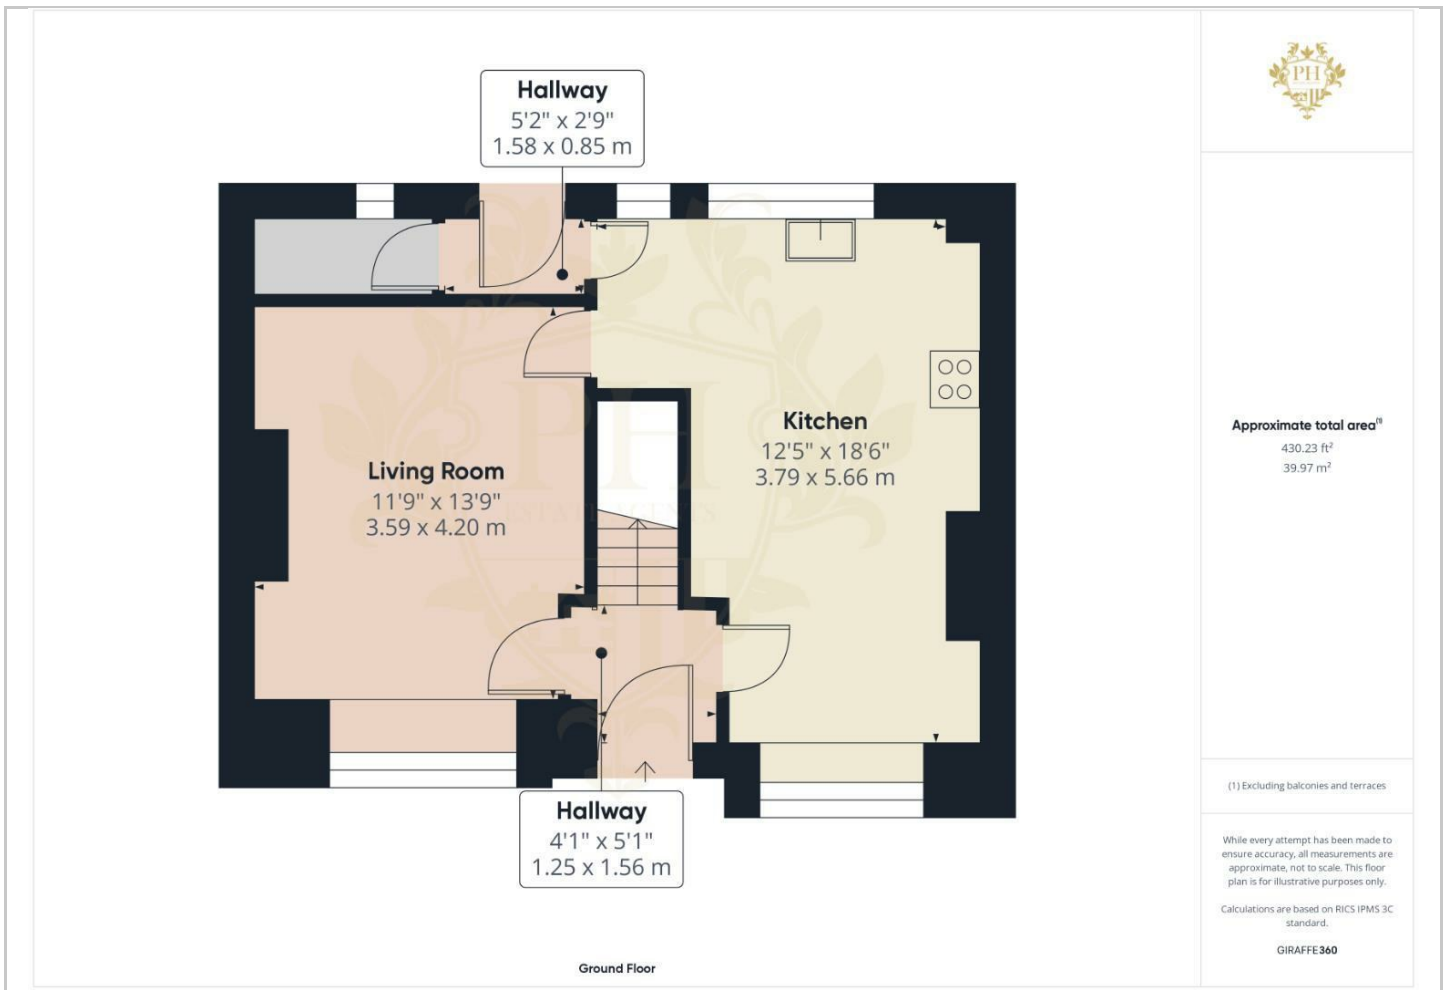 Hallway
5'2" x 2'9"
1.58 x 0.85 m
PH
Kitchen
12'5" x 18'6"
3.79 x 5.66 m
Living Room
11'9" x 13'9"
3.59 x 4.20 m
PH
ESTATE AGENTS
Hallway
4'1" x 5'1"
1.25 x 1.56 m
Ground Floor
Approximate total area⁽¹⁾
430.23 ft²
39.97 m²
(1) Excluding balconies and terraces
While every attempt has been made to
ensure accuracy, all measurements are
approximate, not to scale. This floor
plan is for illustrative purposes only.
Calculations are based on RICS IPMS 3C
standard.
GIRAFFE360